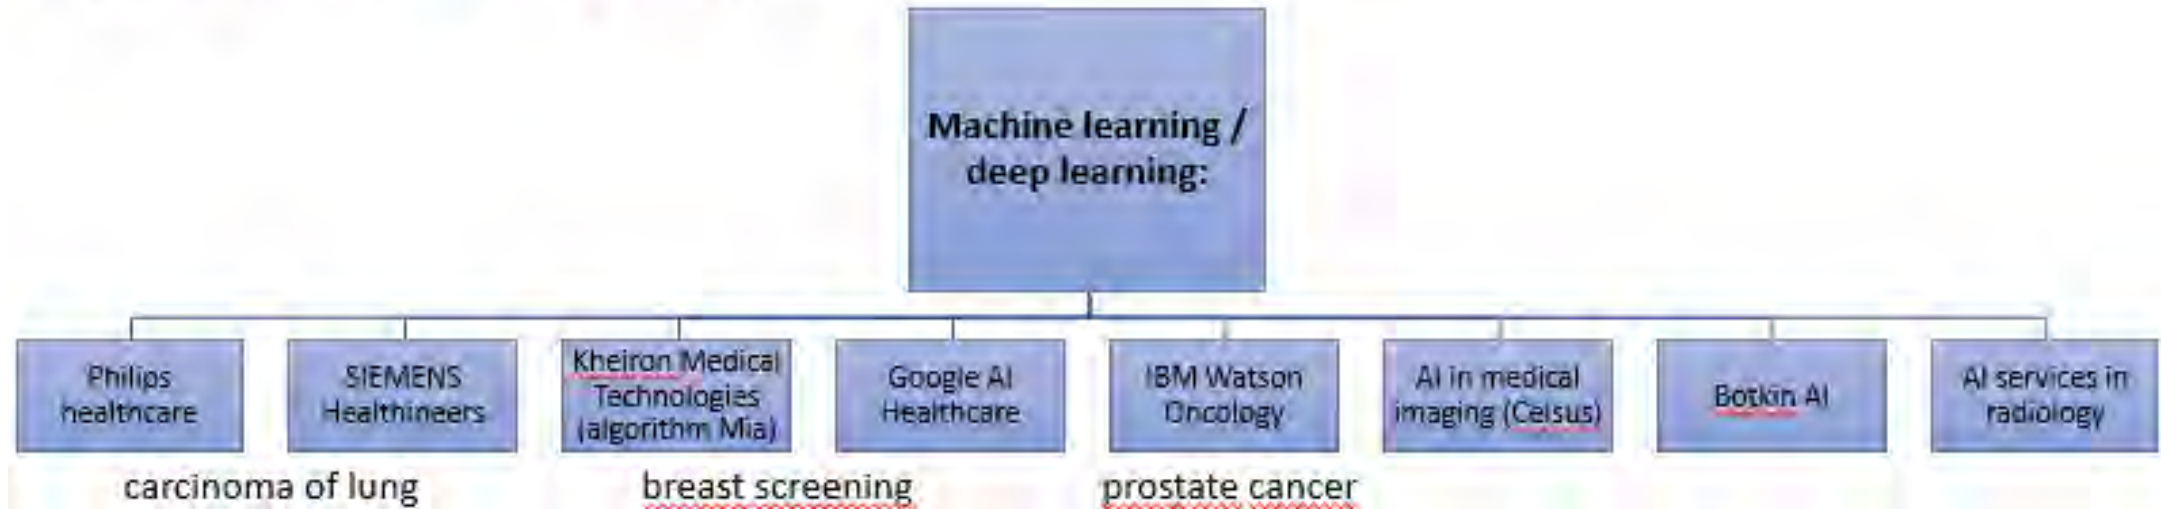 Machine learning /
deep learning:
Philips
healthcare
SIEMENS
Healthineers
Kheiron Medical
Technologies
(algorithm Mia)
Google AI
Healthcare
IBM Watson
Oncology
AI in medical
imaging (Celsus)
Botkin AI
AI services in
radiology
carcinoma of lung
breast screening
prostate cancer